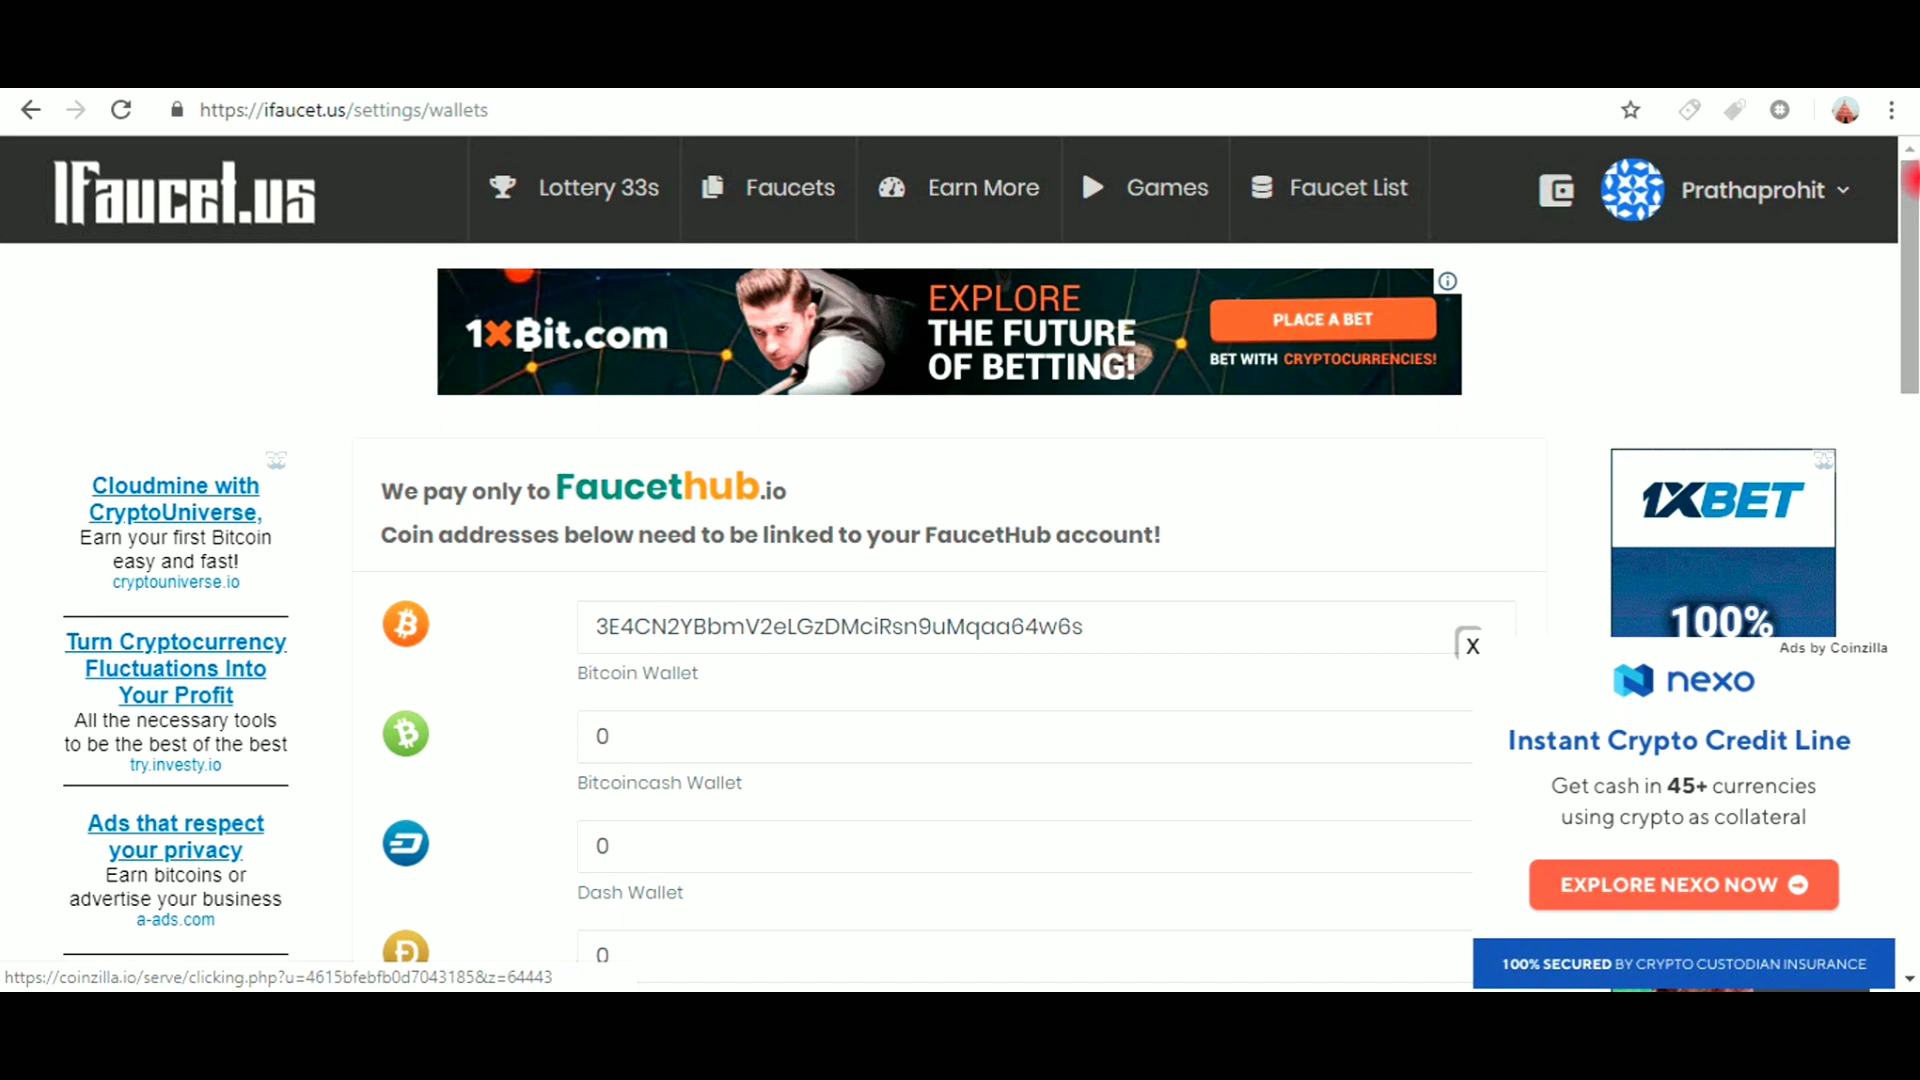 https://ifaucet.us/settings/wallets
IFaucet.us
Lottery 33s
Faucets
Earn More
Games
Faucet List
Prathaprohit
1xBit.com
EXPLORE
THE FUTURE
OF BETTING!
PLACE A BET
BET WITH CRYPTOCURRENCIES!
Cloudmine with
CryptoUniverse,
Earn your first Bitcoin
easy and fast!
cryptouniverse.io
Turn Cryptocurrency
Fluctuations Into
Your Profit
All the necessary tools
to be the best of the best
try.investy.io
Ads that respect
your privacy
Earn bitcoins or
advertise your business
a-ads.com
We pay only to Faucethub.io
Coin addresses below need to be linked to your FaucetHub account!
3E4CN2YBbmV2eLGzDMciRsn9uMqaa64w6s
Bitcoin Wallet
0
Bitcoincash Wallet
0
Dash Wallet
0
1XBET
100%
Ads by Coinzilla
X
nexo
Instant Crypto Credit Line
Get cash in 45+ currencies
using crypto as collateral
EXPLORE NEXO NOW
100% SECURED BY CRYPTO CUSTODIAN INSURANCE
https://coinzilla.io/serve/clicking.php?u=4615bfebfb0d7043185&z=64443